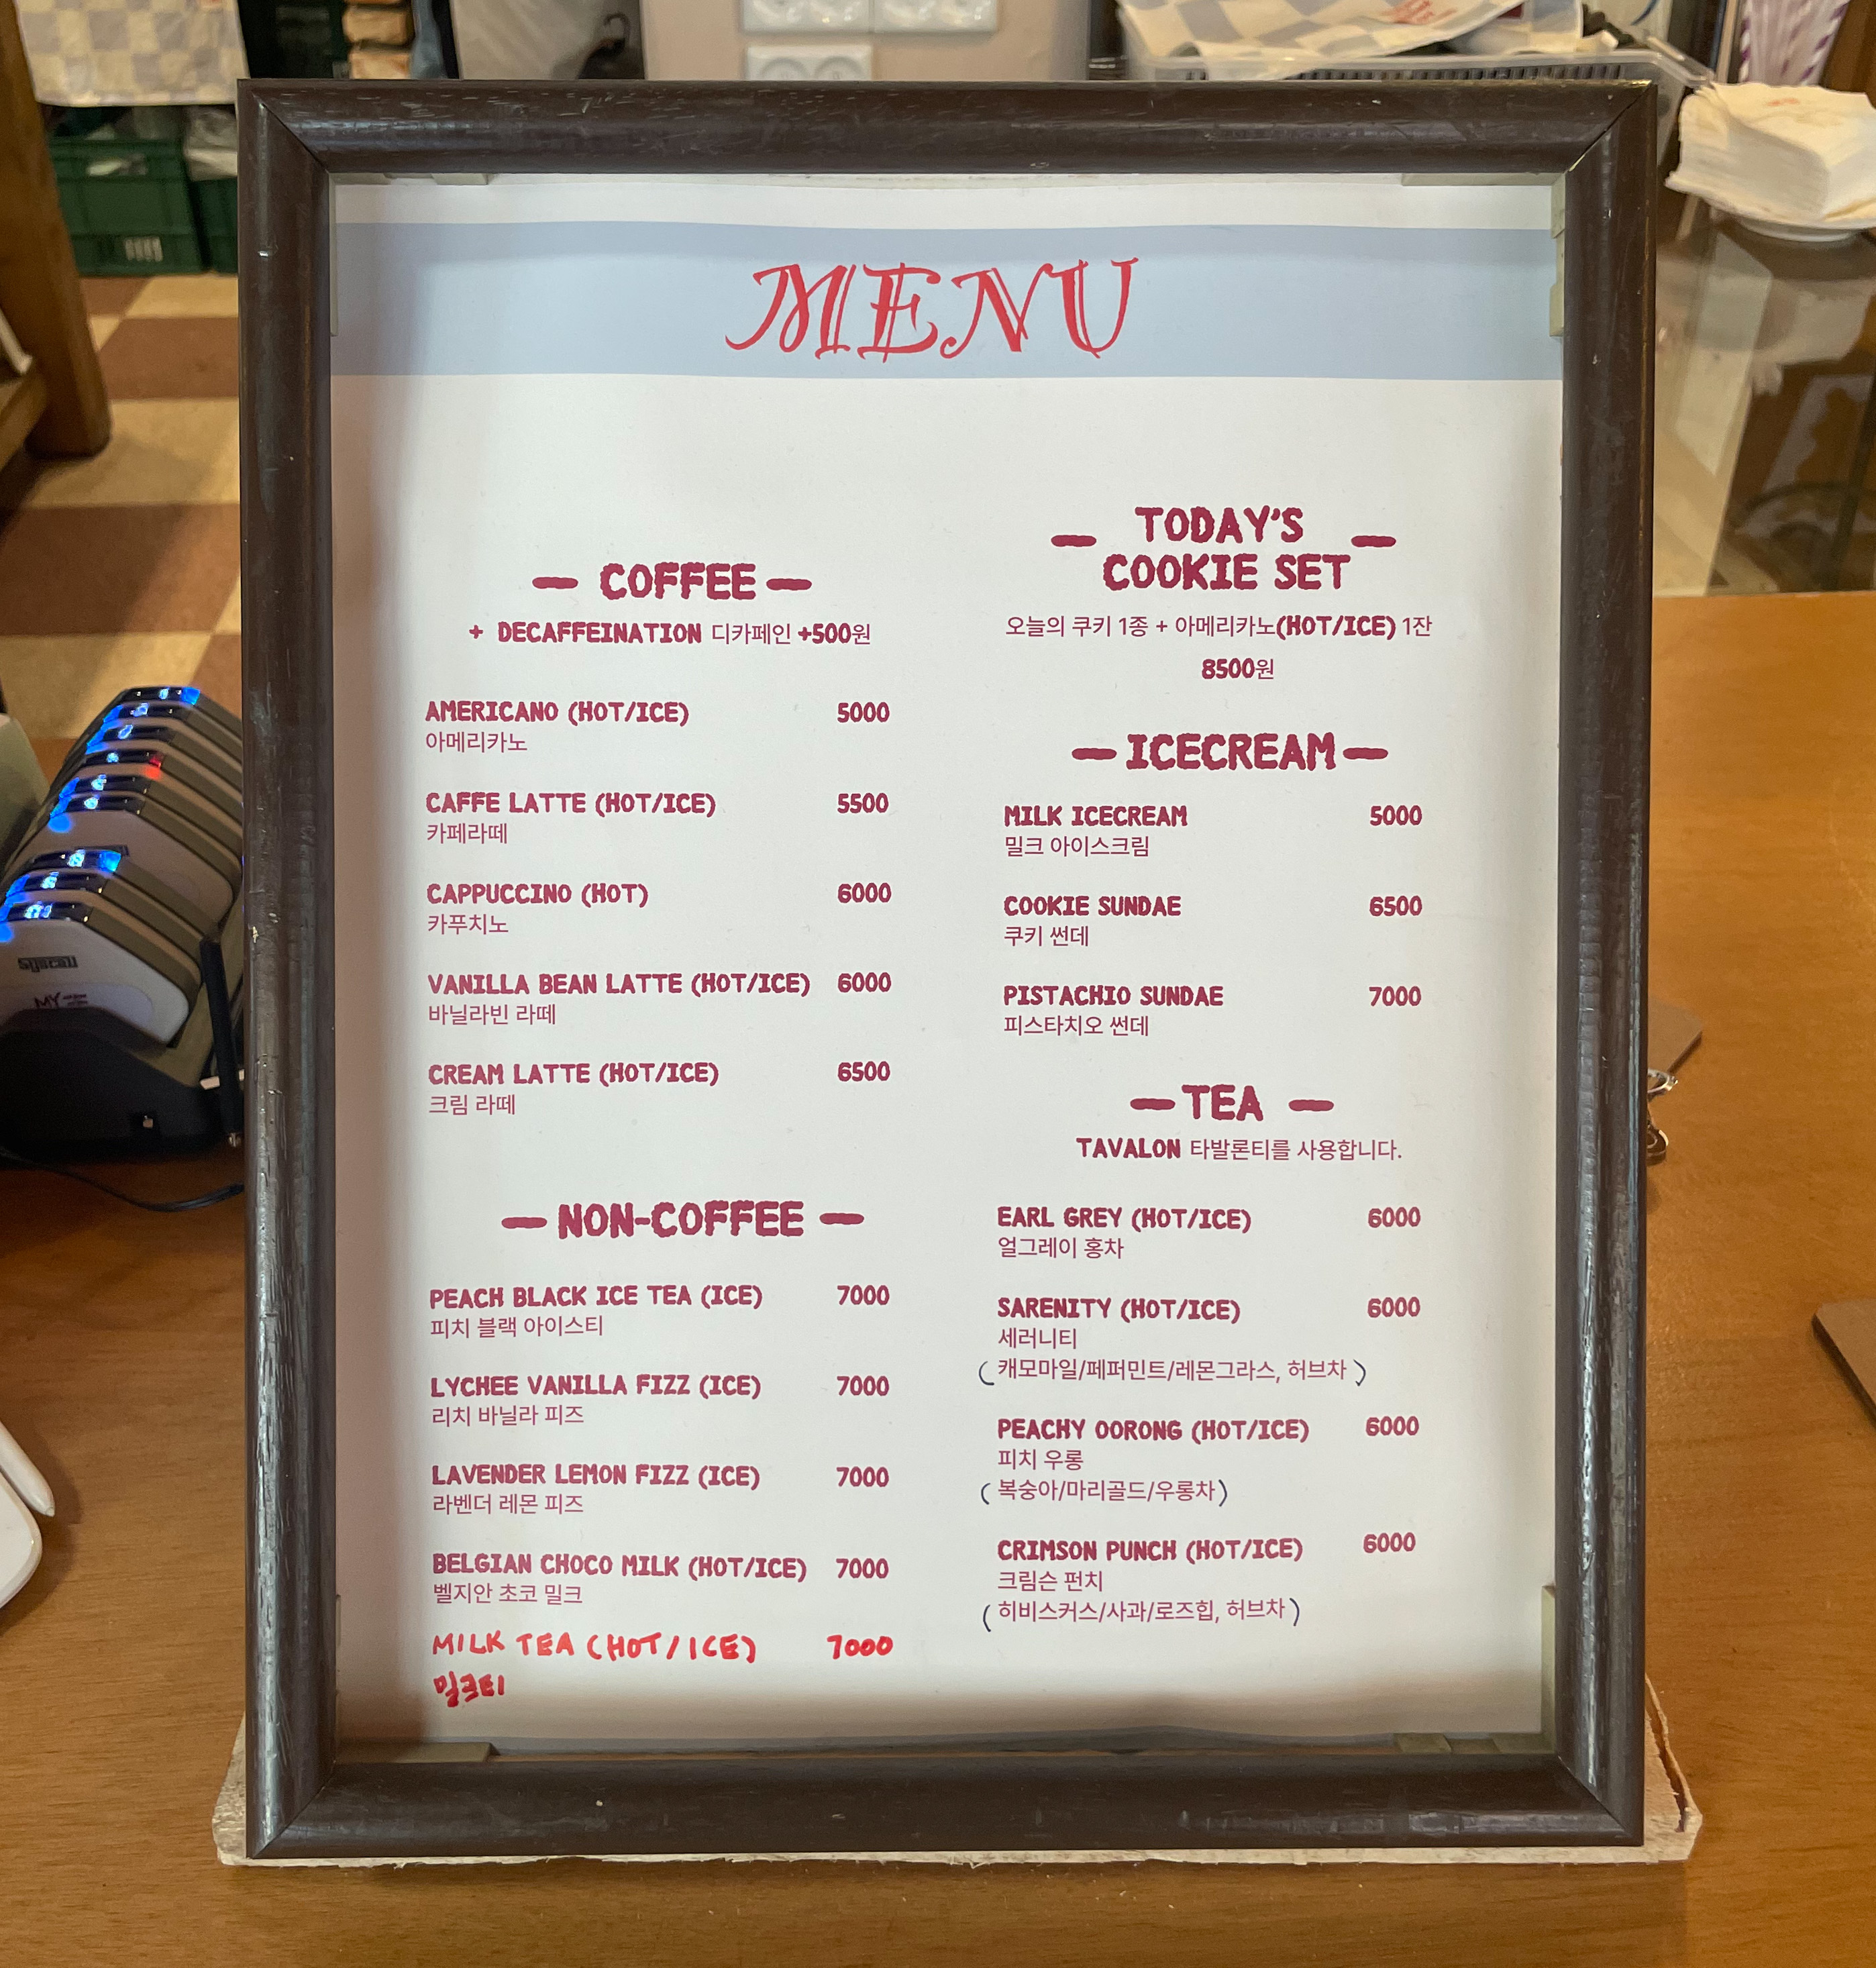 MENU
— COFFEE —
+ DECAFFEINATION 디카페인 +500원
AMERICANO (HOT/ICE) 5000
아메리카노
CAFFE LATTE (HOT/ICE) 5500
카페라떼
CAPPUCCINO (HOT) 6000
카푸치노
VANILLA BEAN LATTE (HOT/ICE) 6000
바닐라빈 라떼
CREAM LATTE (HOT/ICE) 6500
크림 라떼
— NON-COFFEE —
PEACH BLACK ICE TEA (ICE) 7000
피치 블랙 아이스티
LYCHEE VANILLA FIZZ (ICE) 7000
리치 바닐라 피즈
LAVENDER LEMON FIZZ (ICE) 7000
라벤더 레몬 피즈
BELGIAN CHOCO MILK (HOT/ICE) 7000
벨지안 초코 밀크
MILK TEA (HOT/ICE) 7000
밀크티
— TODAY'S —
COOKIE SET
오늘의 쿠키 1종 + 아메리카노(HOT/ICE) 1잔
8500원
— ICECREAM —
MILK ICECREAM 5000
밀크 아이스크림
COOKIE SUNDAE 6500
쿠키 썬데
PISTACHIO SUNDAE 7000
피스타치오 썬데
— TEA —
TAVALON 타발론티를 사용합니다.
EARL GREY (HOT/ICE) 6000
얼그레이 홍차
SARENITY (HOT/ICE) 6000
세러니티
(캐모마일/페퍼민트/레몬그라스, 허브차)
PEACHY OORONG (HOT/ICE) 6000
피치 우롱
(복숭아/마리골드/우롱차)
CRIMSON PUNCH (HOT/ICE) 6000
크림슨 펀치
(히비스커스/사과/로즈힙, 허브차)
Syscall
MY